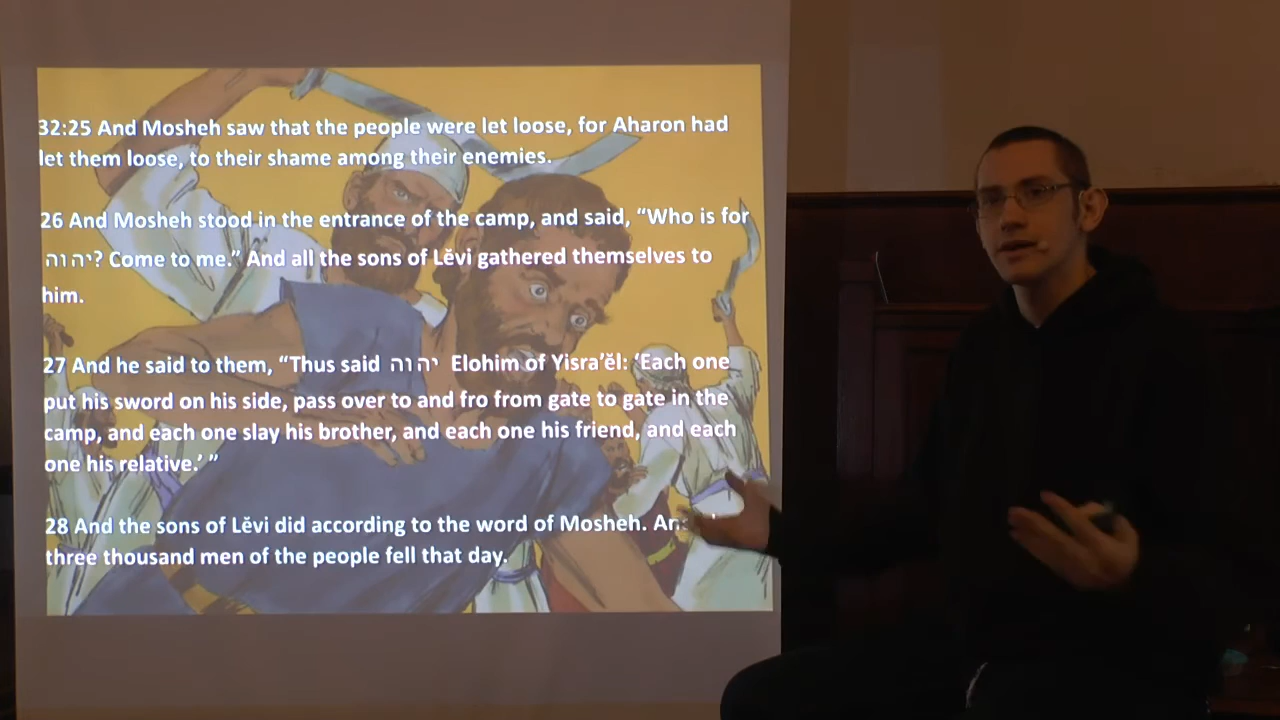 32:25 And Mosheh saw that the people were let loose, for Aharon had
let them loose, to their shame among their enemies.
26 And Mosheh stood in the entrance of the camp, and said, “Who is for
יהוה? Come to me.” And all the sons of Lĕvi gathered themselves to
him.
27 And he said to them, “Thus said יהוה Elohim of Yisra’ĕl: ‘Each one
put his sword on his side, pass over to and fro from gate to gate in the
camp, and each one slay his brother, and each one his friend, and each
one his relative.’ ”
28 And the sons of Lĕvi did according to the word of Mosheh.
three thousand men of the people fell that day.